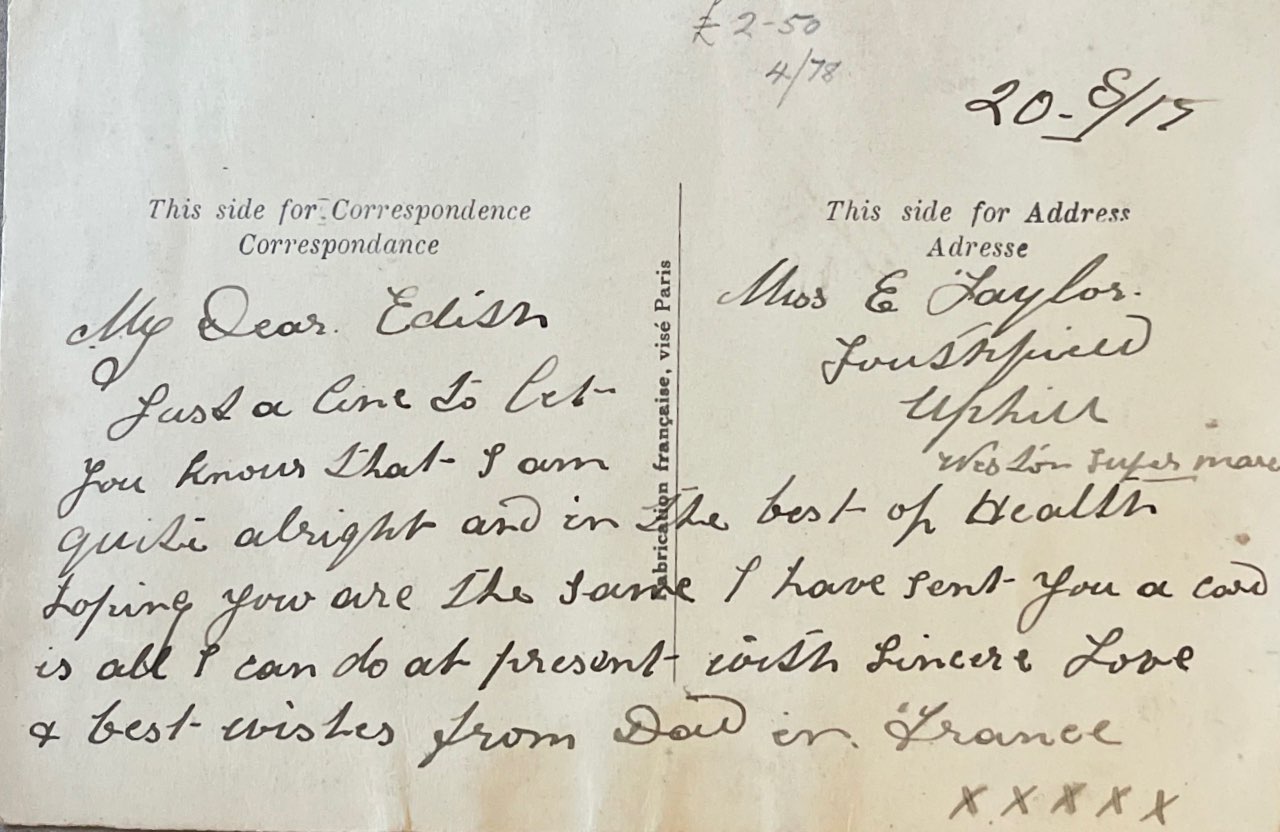 £ 2-50
4/78
20-8/15
This side for Correspondence
Correspondance
This side for Address
Adresse
Fabrication française, visé Paris
Miss E Taylor.
Uphill
Weston super mare
My Dear. Edith
Just a line to let
you know that I am
quite alright and in the best of Health
hoping you are the same I have sent you a card
is all I can do at present with Sincere Love
& best wishes from Dad in. France
X X X X X